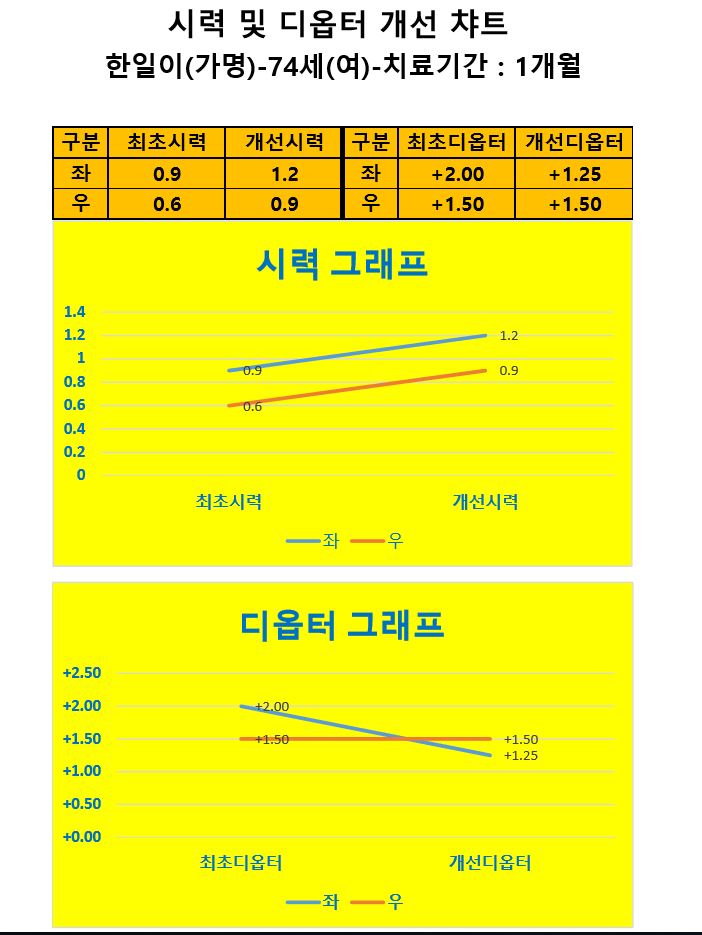 시력 및 디옵터 개선 챠트
한일이(가명)-74세(여)-치료기간 : 1개월
구분 최초시력 개선시력 구분 최초디옵터 개선디옵터
좌 0.9 1.2 좌 +2.00 +1.25
우 0.6 0.9 우 +1.50 +1.50
시력 그래프
1.4
1.2
1
0.8
0.6
0.4
0.2
0
0.9
1.2
0.6
0.9
최초시력 개선시력
좌 우
디옵터 그래프
+2.50
+2.00
+1.50
+1.00
+0.50
+0.00
+2.00
+1.50
+1.50
+1.25
최초디옵터 개선디옵터
좌 우